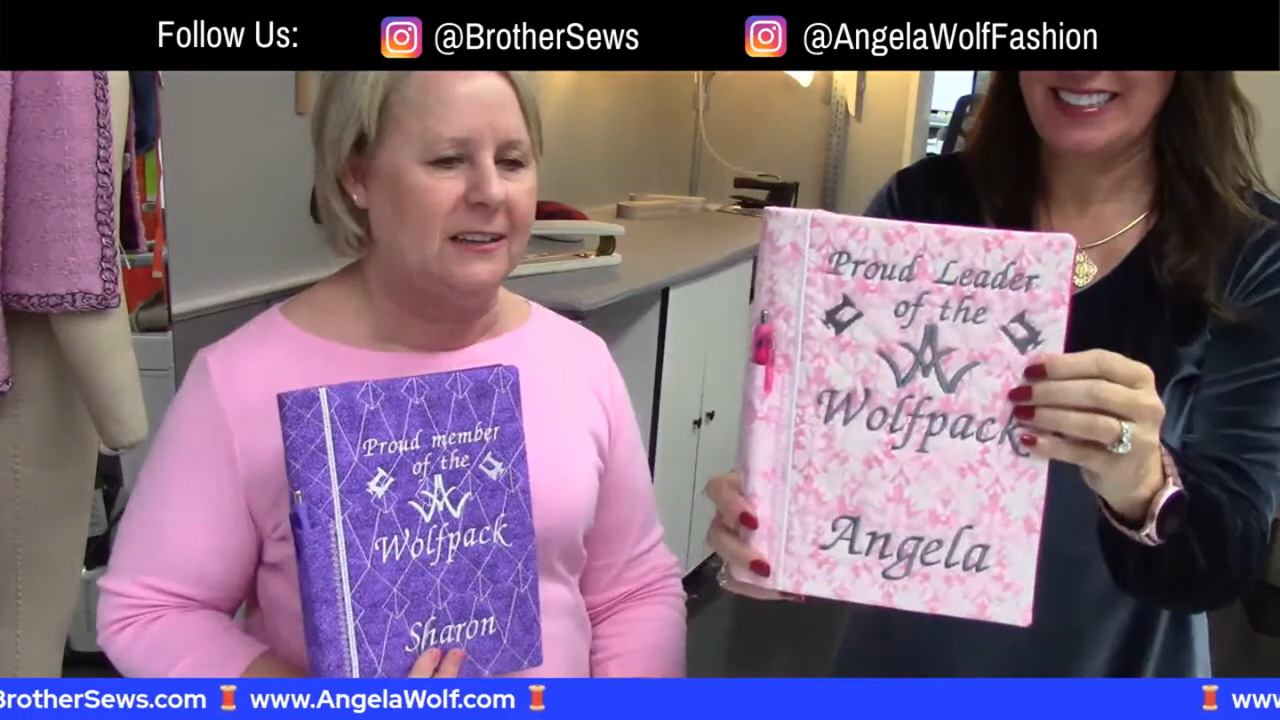 Follow Us: @BrotherSews @AngelaWolfFashion
Proud member
of the
Wolfpack
Sharon
Proud Leader
of the
Wolfpack
Angela
BrotherSews.com www.AngelaWolf.com www